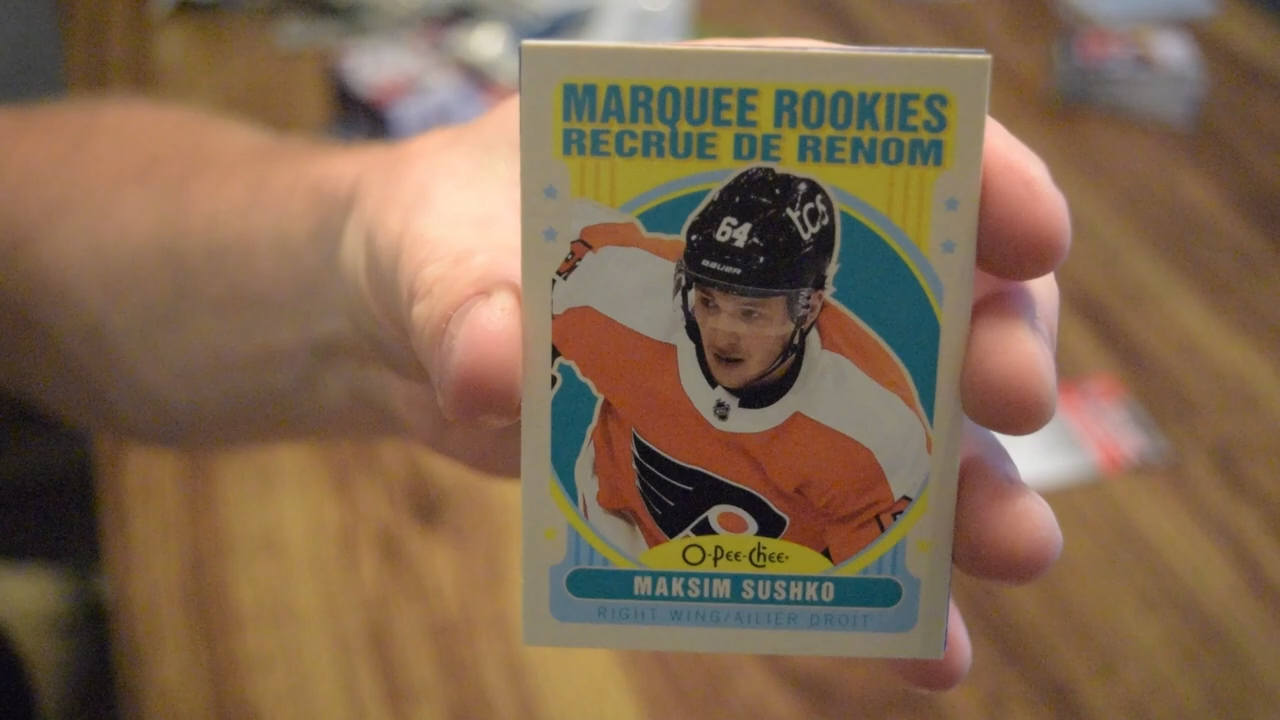 MARQUEE ROOKIES
RECRUE DE RENOM
64
tcs
BAUER
O-Pee-Chee
MAKSIM SUSHKO
RIGHT WING/AILIER DROIT